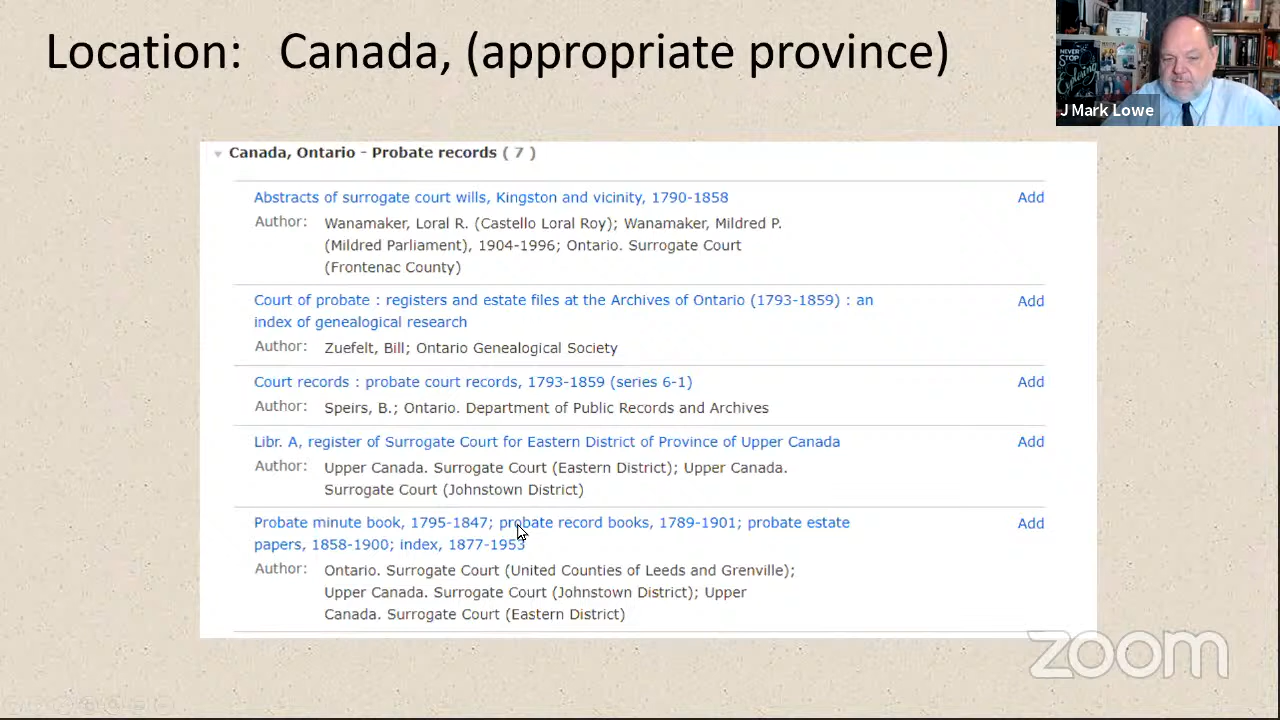 Location: Canada, (appropriate province)
NEVER
STOP
Exploring
J Mark Lowe
Canada, Ontario - Probate records ( 7 )
Abstracts of surrogate court wills, Kingston and vicinity, 1790-1858 Add
Author: Wanamaker, Loral R. (Castello Loral Roy); Wanamaker, Mildred P.
(Mildred Parliament), 1904-1996; Ontario. Surrogate Court
(Frontenac County)
Court of probate : registers and estate files at the Archives of Ontario (1793-1859) : an Add
index of genealogical research
Author: Zuefelt, Bill; Ontario Genealogical Society
Court records : probate court records, 1793-1859 (series 6-1) Add
Author: Speirs, B.; Ontario. Department of Public Records and Archives
Libr. A, register of Surrogate Court for Eastern District of Province of Upper Canada Add
Author: Upper Canada. Surrogate Court (Eastern District); Upper Canada.
Surrogate Court (Johnstown District)
Probate minute book, 1795-1847; probate record books, 1789-1901; probate estate Add
papers, 1858-1900; index, 1877-1953
Author: Ontario. Surrogate Court (United Counties of Leeds and Grenville);
Upper Canada. Surrogate Court (Johnstown District); Upper
Canada. Surrogate Court (Eastern District)
zoom